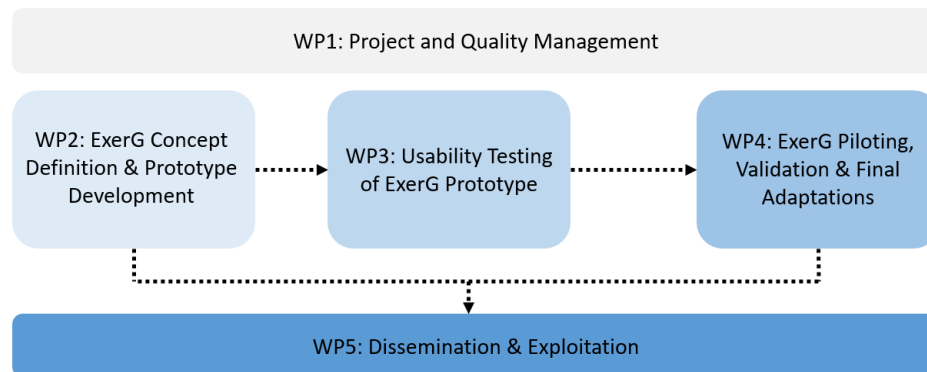 WP1: Project and Quality Management
WP2: ExerG Concept
Definition & Prototype
Development
WP3: Usability Testing
of ExerG Prototype
WP4: ExerG Piloting,
Validation & Final
Adaptations
WP5: Dissemination & Exploitation